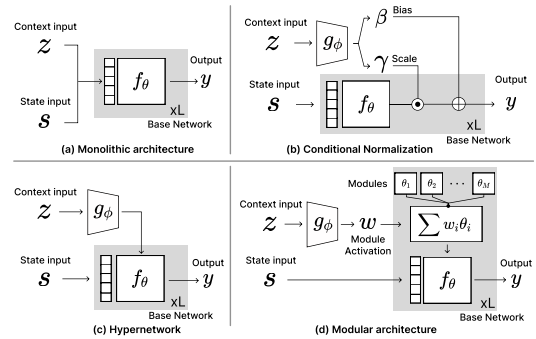 Context input
z
State input
s
f_θ
Output
y
xL
Base Network
(a) Monolithic architecture
Context input
z
g_ϕ
β Bias
γ Scale
State input
s
f_θ
Output
y
xL
Base Network
(b) Conditional Normalization
Context input
z
g_ϕ
State input
s
f_θ
Output
y
xL
Base Network
(c) Hypernetwork
Modules
θ_1 θ_2 ··· θ_M
Context input
z
g_ϕ
w
Module
Activation
∑ w_iθ_i
State input
s
f_θ
Output
y
xL
Base Network
(d) Modular architecture